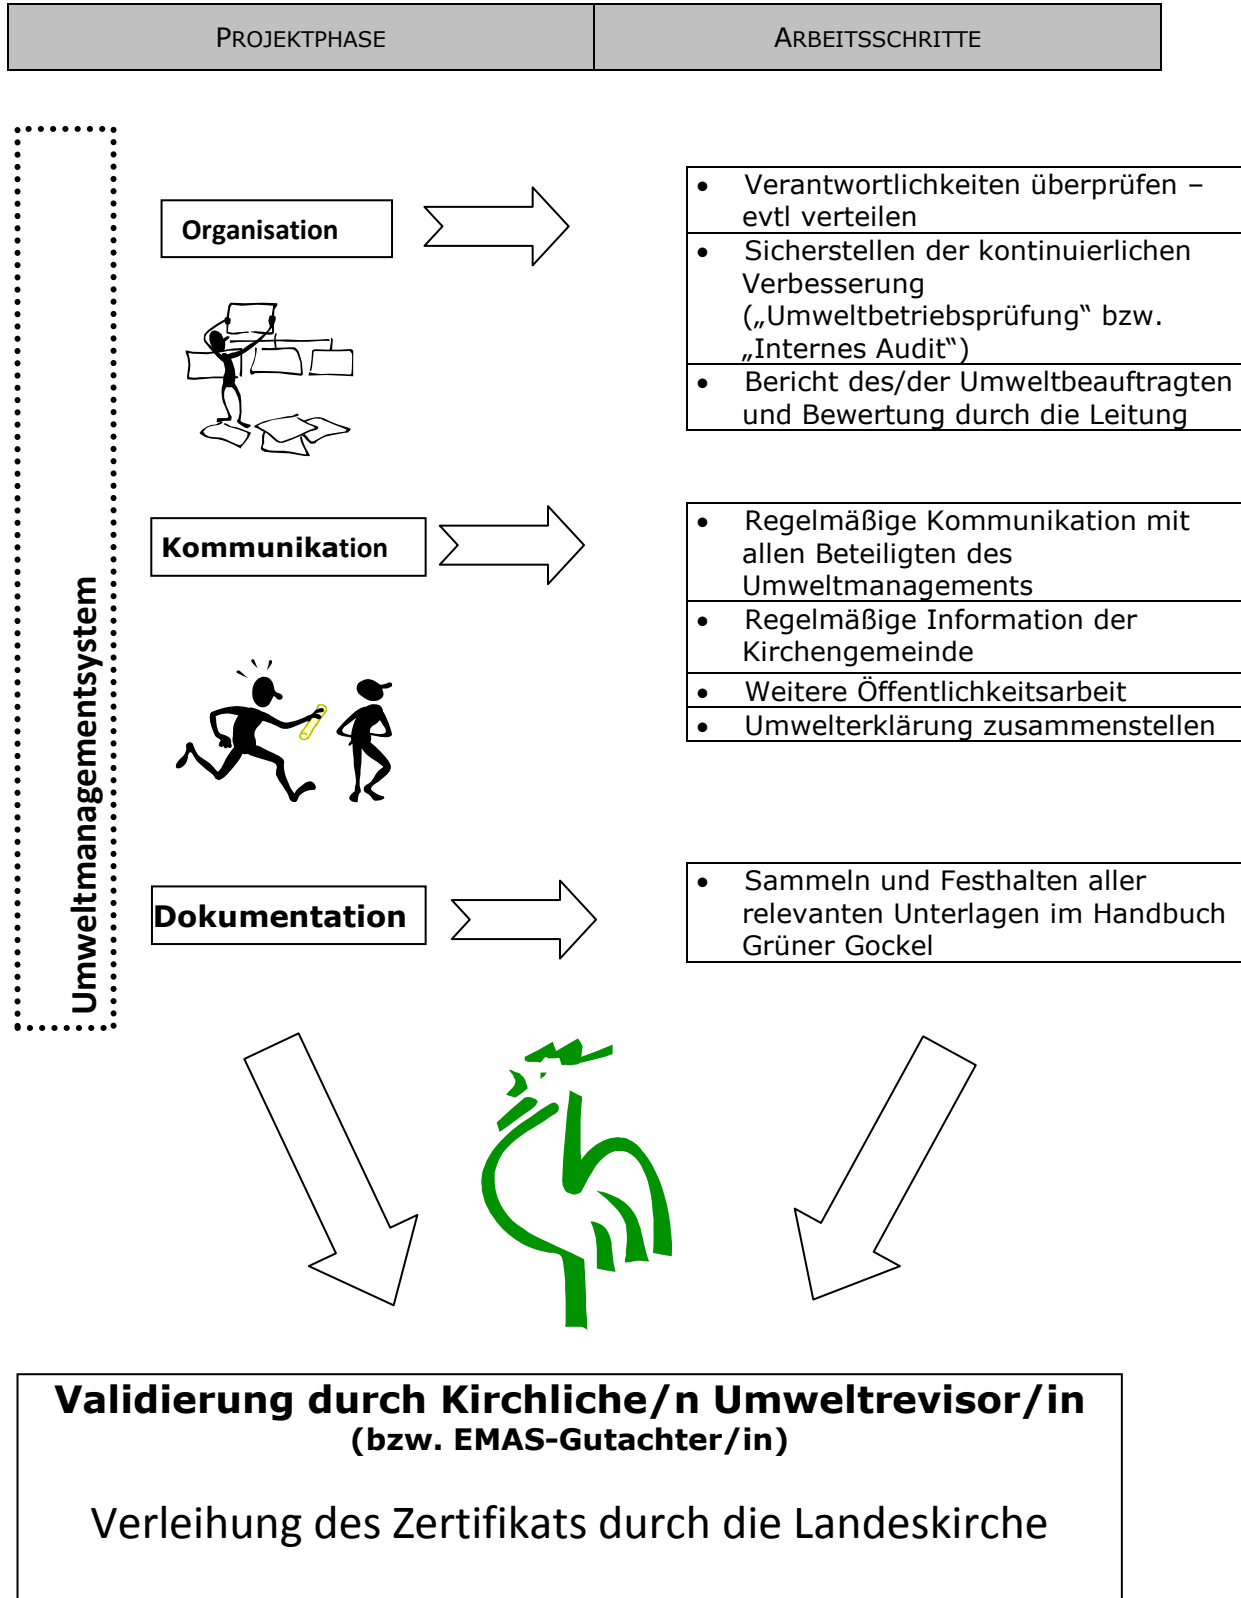 PROJEKTPHASE
ARBEITSSCHRITTE
Umweltmanagementsystem
Organisation
• Verantwortlichkeiten überprüfen –
evtl verteilen
• Sicherstellen der kontinuierlichen
Verbesserung
(„Umweltbetriebsprüfung“ bzw.
„Internes Audit“)
• Bericht des/der Umweltbeauftragten
und Bewertung durch die Leitung
Kommunikation
• Regelmäßige Kommunikation mit
allen Beteiligten des
Umweltmanagements
• Regelmäßige Information der
Kirchengemeinde
• Weitere Öffentlichkeitsarbeit
• Umwelterklärung zusammenstellen
Dokumentation
• Sammeln und Festhalten aller
relevanten Unterlagen im Handbuch
Grüner Gockel
Validierung durch Kirchliche/n Umweltrevisor/in
(bzw. EMAS-Gutachter/in)
Verleihung des Zertifikats durch die Landeskirche